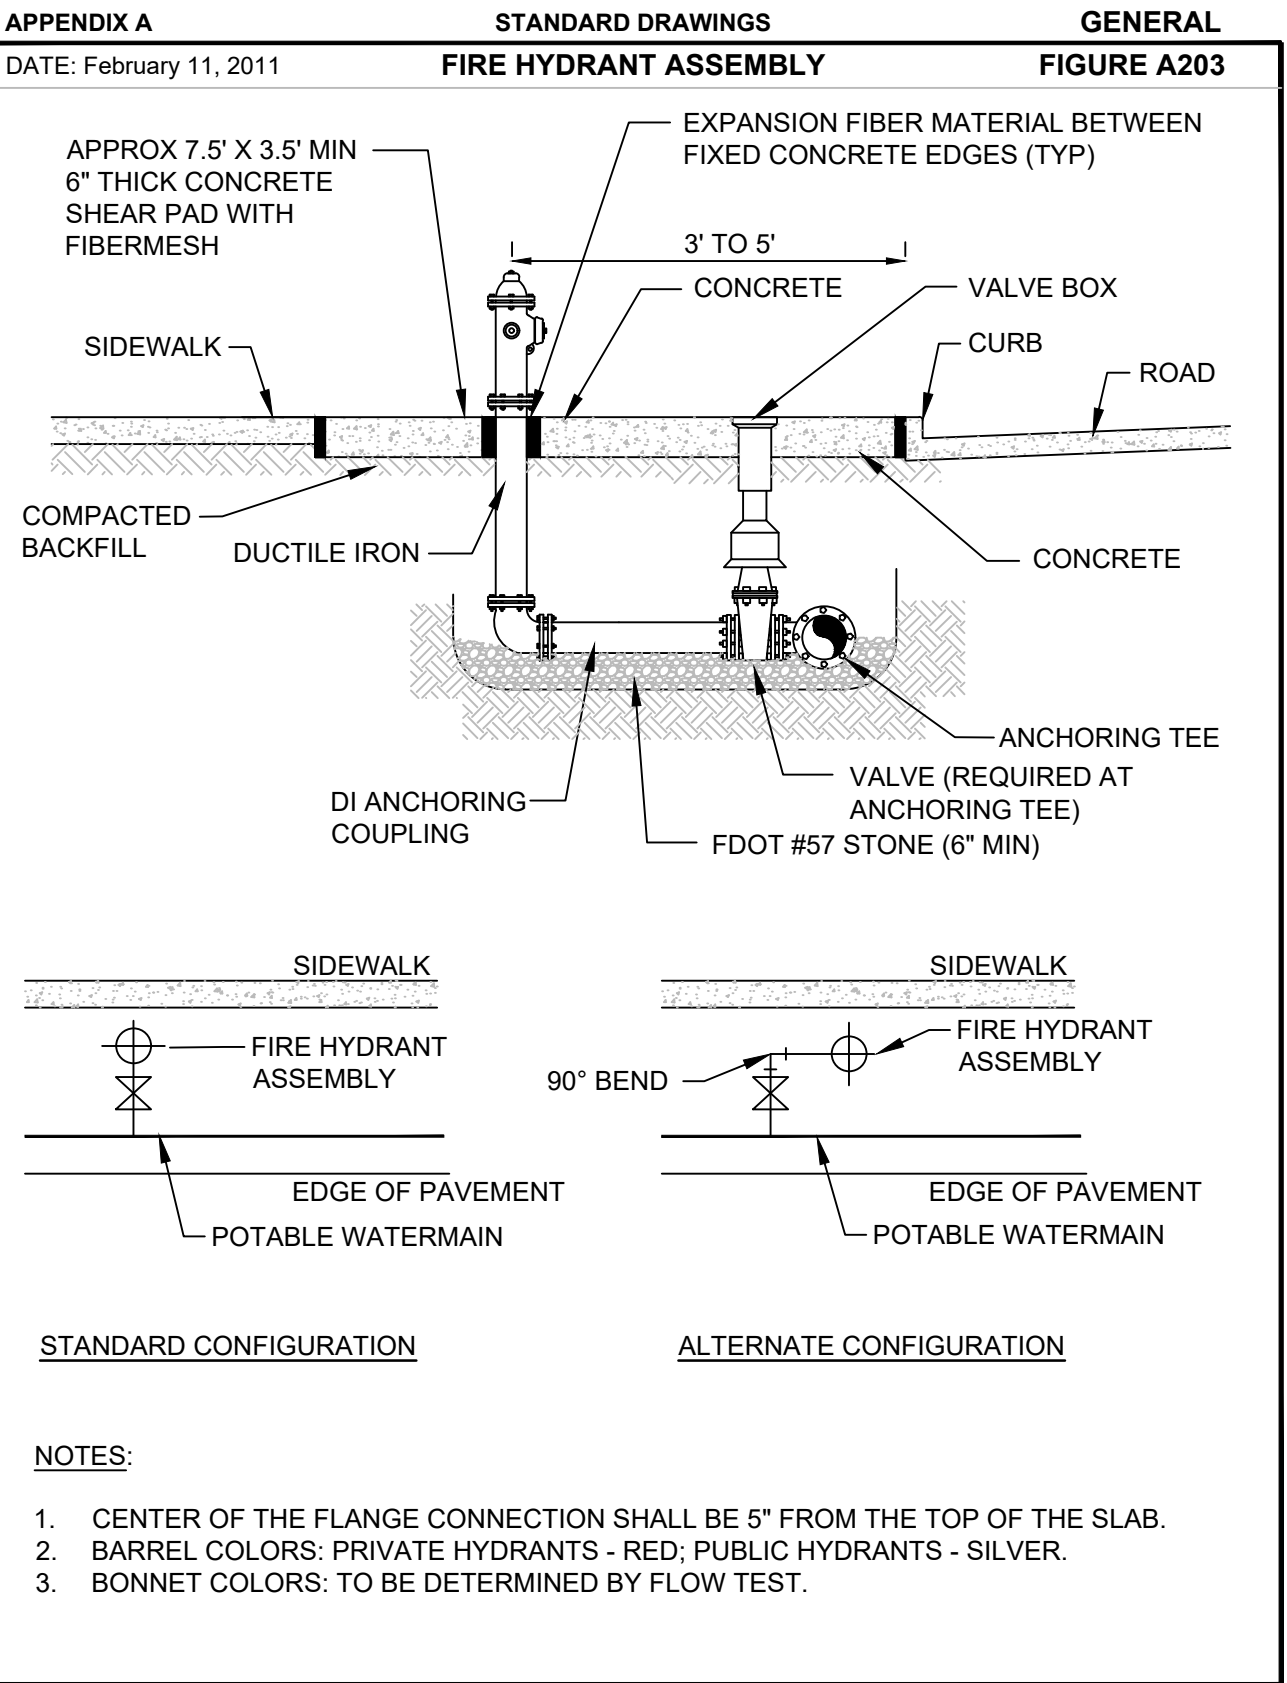 APPENDIX A STANDARD DRAWINGS GENERAL
DATE: February 11, 2011 FIRE HYDRANT ASSEMBLY FIGURE A203
EXPANSION FIBER MATERIAL BETWEEN
FIXED CONCRETE EDGES (TYP)
APPROX 7.5' X 3.5' MIN
6" THICK CONCRETE
SHEAR PAD WITH
FIBERMESH
3' TO 5'
CONCRETE
VALVE BOX
SIDEWALK
CURB
ROAD
COMPACTED
BACKFILL
DUCTILE IRON
CONCRETE
ANCHORING TEE
VALVE (REQUIRED AT
ANCHORING TEE)
DI ANCHORING
COUPLING
FDOT #57 STONE (6" MIN)
SIDEWALK
FIRE HYDRANT
ASSEMBLY
EDGE OF PAVEMENT
POTABLE WATERMAIN
STANDARD CONFIGURATION
SIDEWALK
FIRE HYDRANT
ASSEMBLY
90° BEND
EDGE OF PAVEMENT
POTABLE WATERMAIN
ALTERNATE CONFIGURATION
NOTES:
1. CENTER OF THE FLANGE CONNECTION SHALL BE 5" FROM THE TOP OF THE SLAB.
2. BARREL COLORS: PRIVATE HYDRANTS - RED; PUBLIC HYDRANTS - SILVER.
3. BONNET COLORS: TO BE DETERMINED BY FLOW TEST.